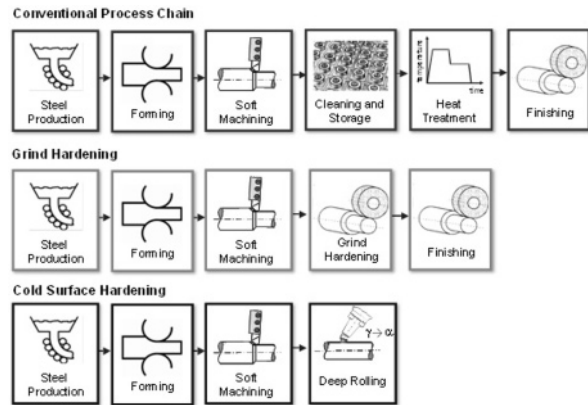 Conventional Process Chain
Steel Production
Forming
Soft Machining
Cleaning and Storage
temperature
time
Heat Treatment
Finishing
Grind Hardening
Steel Production
Forming
Soft Machining
Grind Hardening
Finishing
Cold Surface Hardening
Steel Production
Forming
Soft Machining
γ→α
Deep Rolling